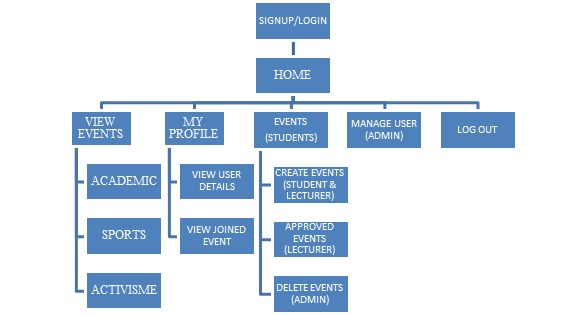 SIGNUP/LOGIN
HOME
VIEW
EVENTS
MY
PROFILE
EVENTS
(STUDENTS)
MANAGE USER
(ADMIN)
LOG OUT
ACADEMIC
SPORTS
ACTIVISME
VIEW USER
DETAILS
VIEW JOINED
EVENT
CREATE EVENTS
(STUDENT &
LECTURER)
APPROVED
EVENTS
(LECTURER)
DELETE EVENTS
(ADMIN)